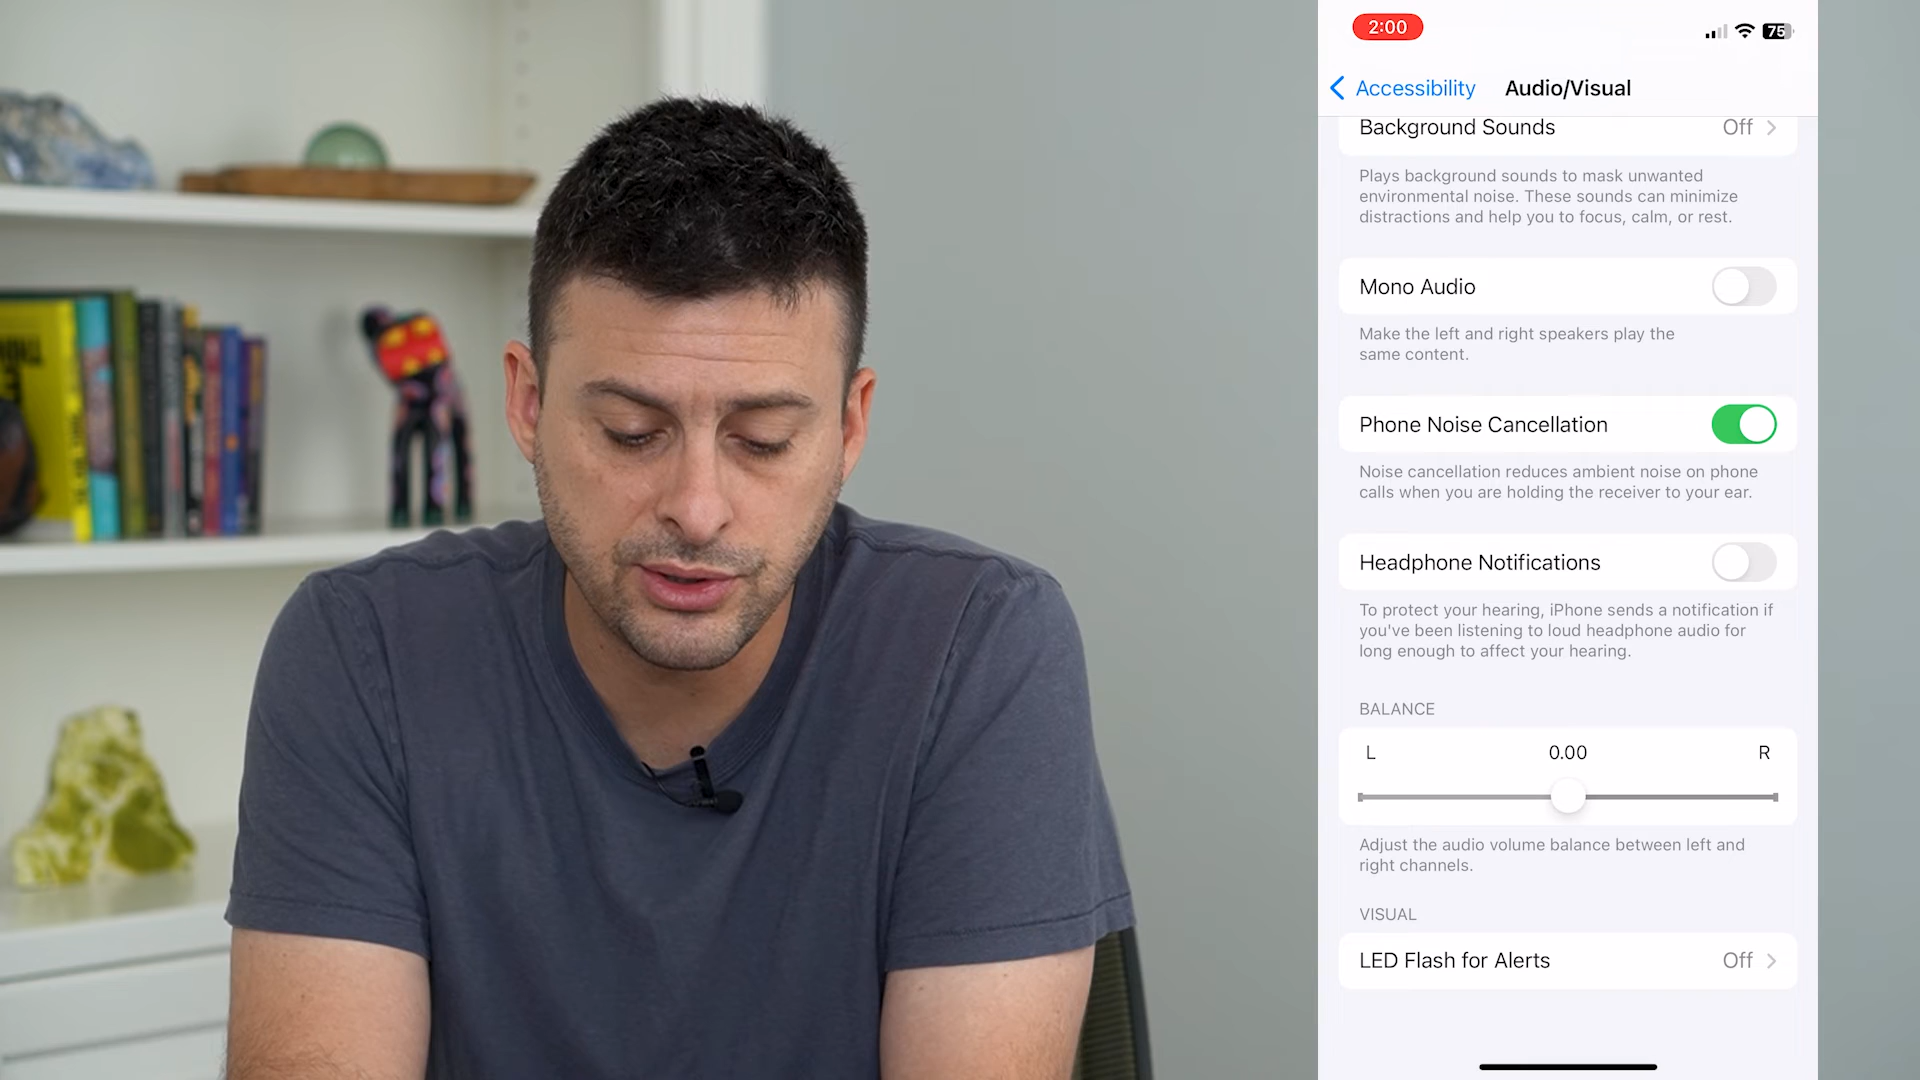 2:00
75
Accessibility Audio/Visual
Background Sounds Off
Plays background sounds to mask unwanted
environmental noise. These sounds can minimize
distractions and help you to focus, calm, or rest.
Mono Audio
Make the left and right speakers play the
same content.
Phone Noise Cancellation
Noise cancellation reduces ambient noise on phone
calls when you are holding the receiver to your ear.
Headphone Notifications
To protect your hearing, iPhone sends a notification if
you've been listening to loud headphone audio for
long enough to affect your hearing.
BALANCE
L 0.00 R
Adjust the audio volume balance between left and
right channels.
VISUAL
LED Flash for Alerts Off